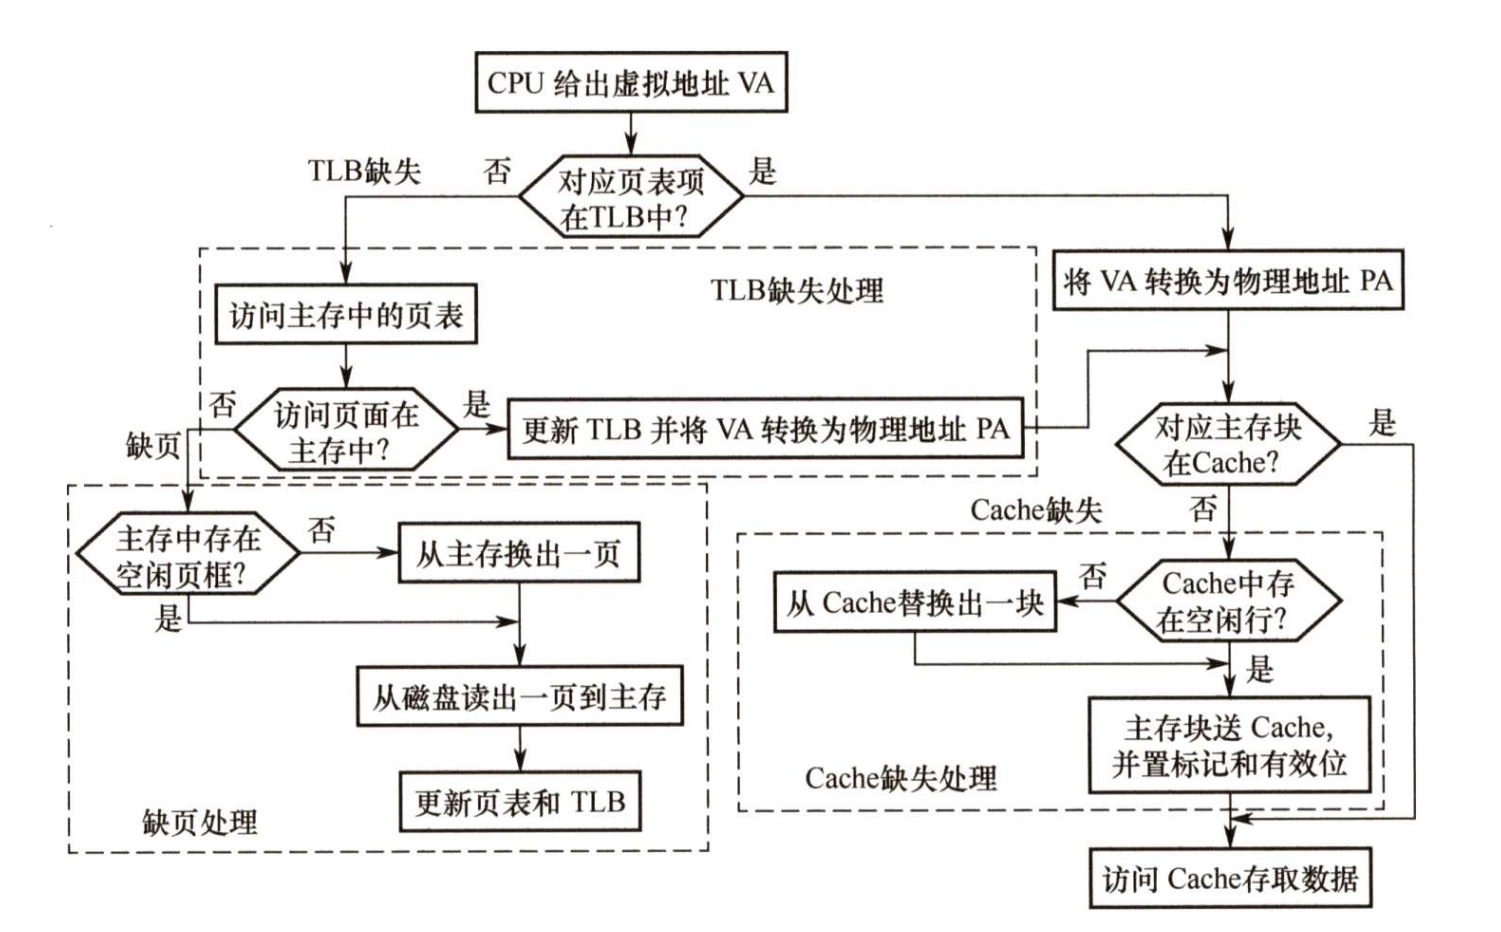 CPU 给出虚拟地址 VA
TLB缺失
否
对应页表项
在TLB中?
是
TLB缺失处理
将 VA 转换为物理地址 PA
访问主存中的页表
否
访问页面在
主存中?
是
更新 TLB 并将 VA 转换为物理地址 PA
缺页
对应主存块
在Cache?
是
Cache缺失
否
主存中存在
空闲页框?
否
从主存换出一页
是
从 Cache替换出一块
否
Cache中存
在空闲行?
是
从磁盘读出一页到主存
主存块送 Cache,
并置标记和有效位
Cache缺失处理
更新页表和 TLB
缺页处理
访问 Cache存取数据